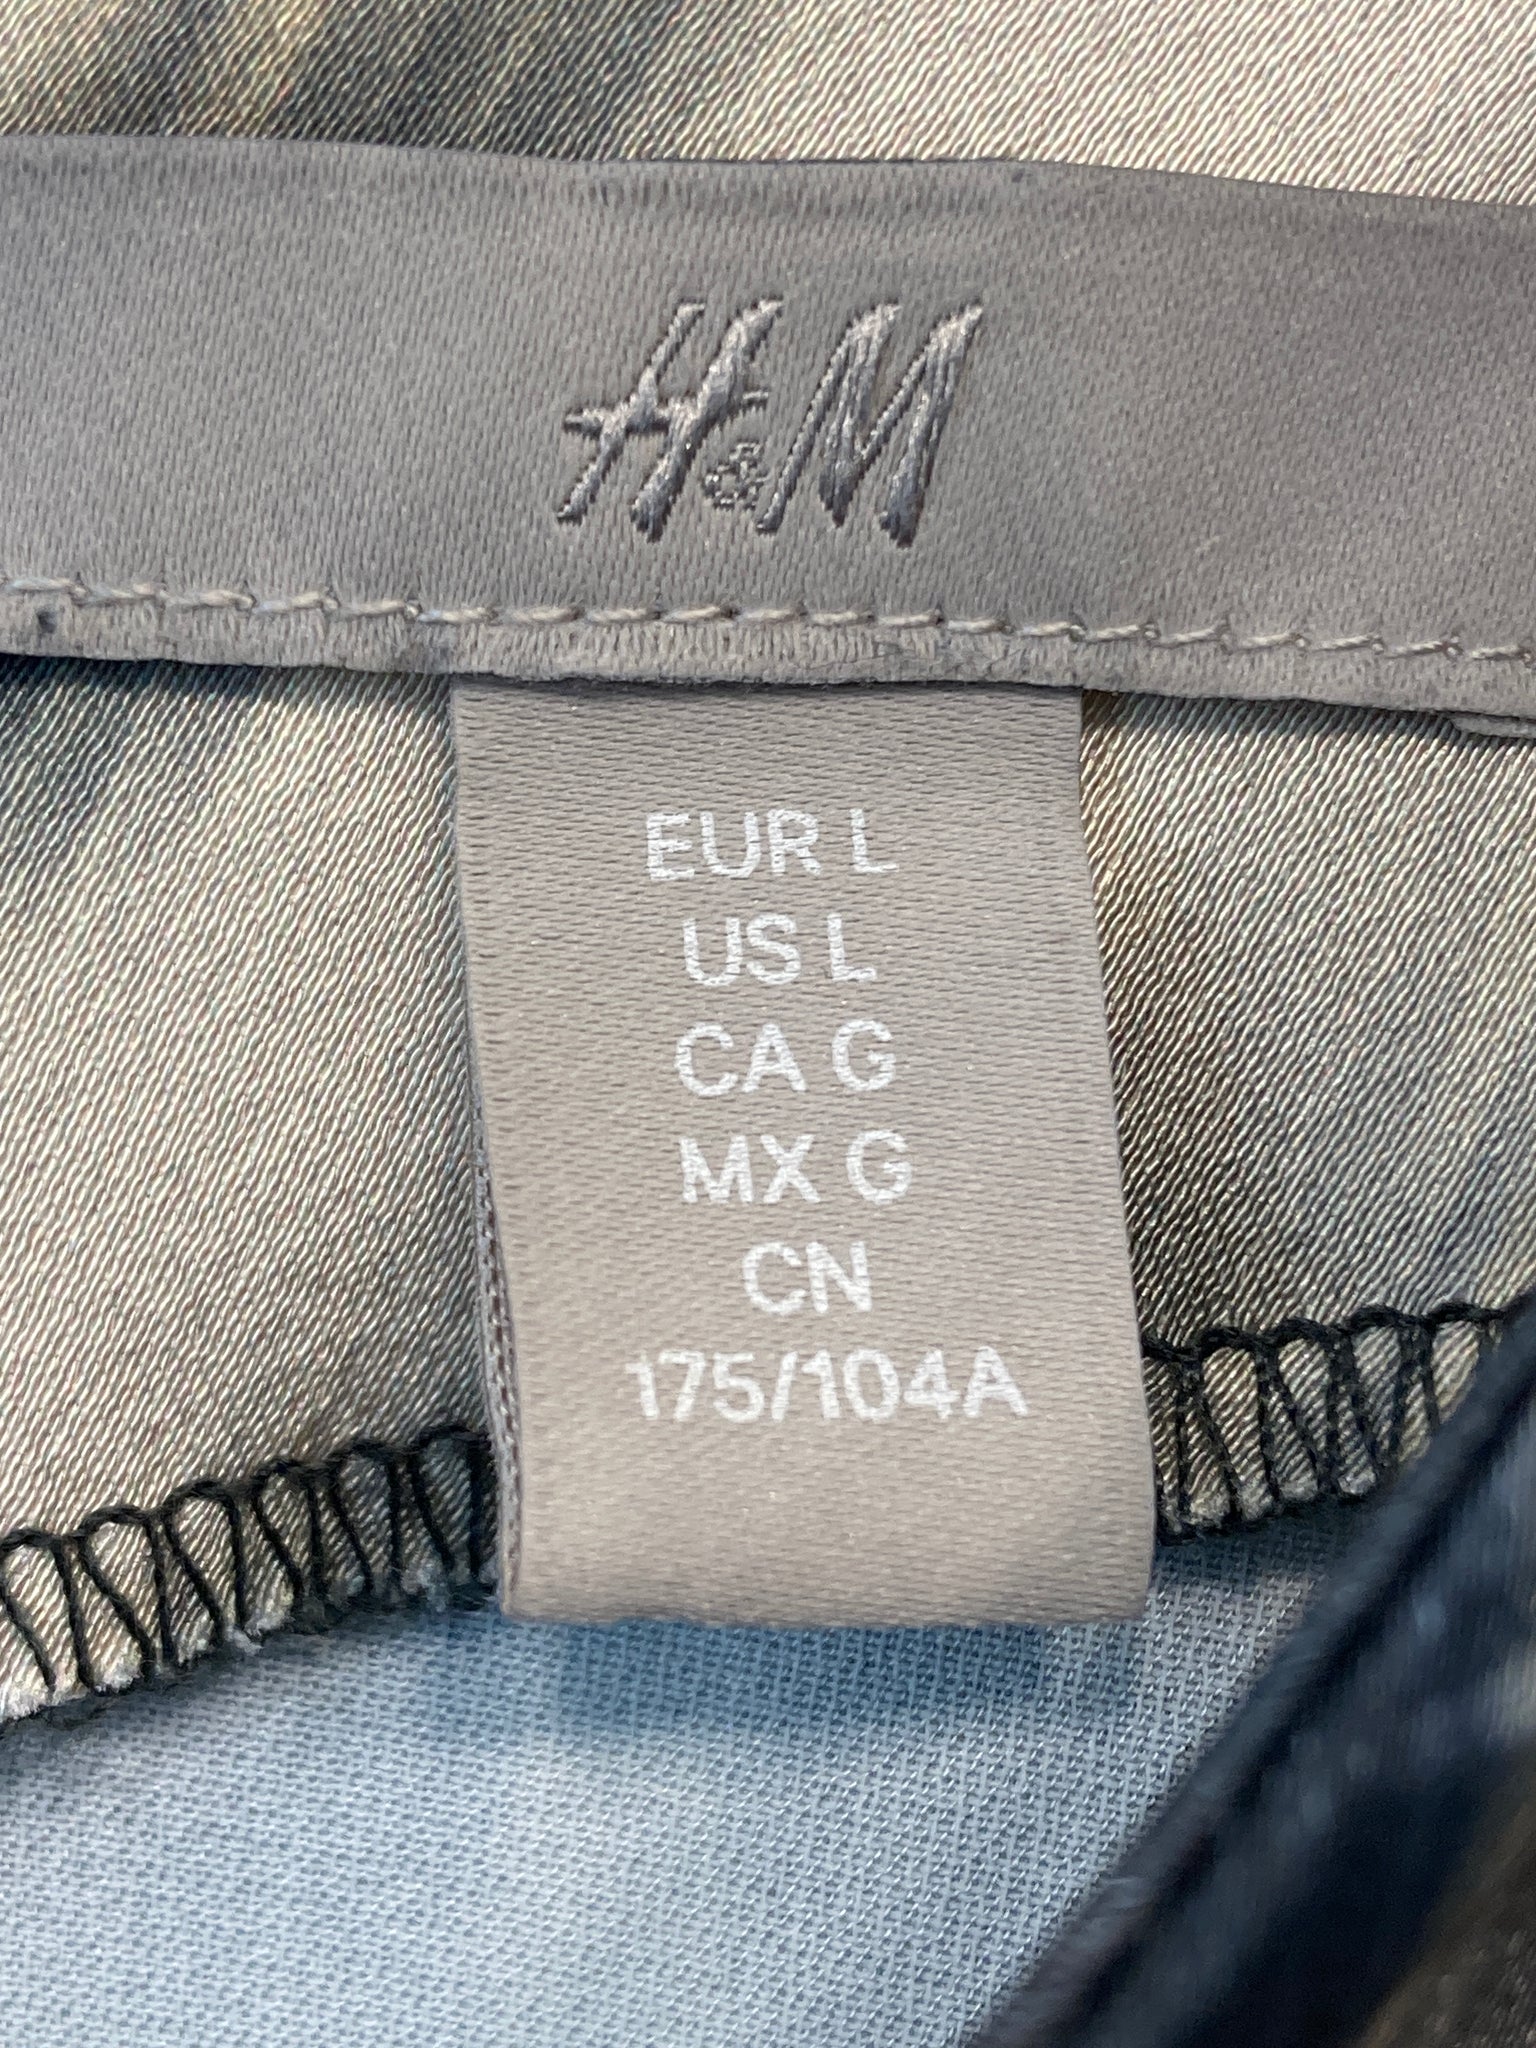 H&M
EUR L
US L
CA G
MX G
CN
175/104A